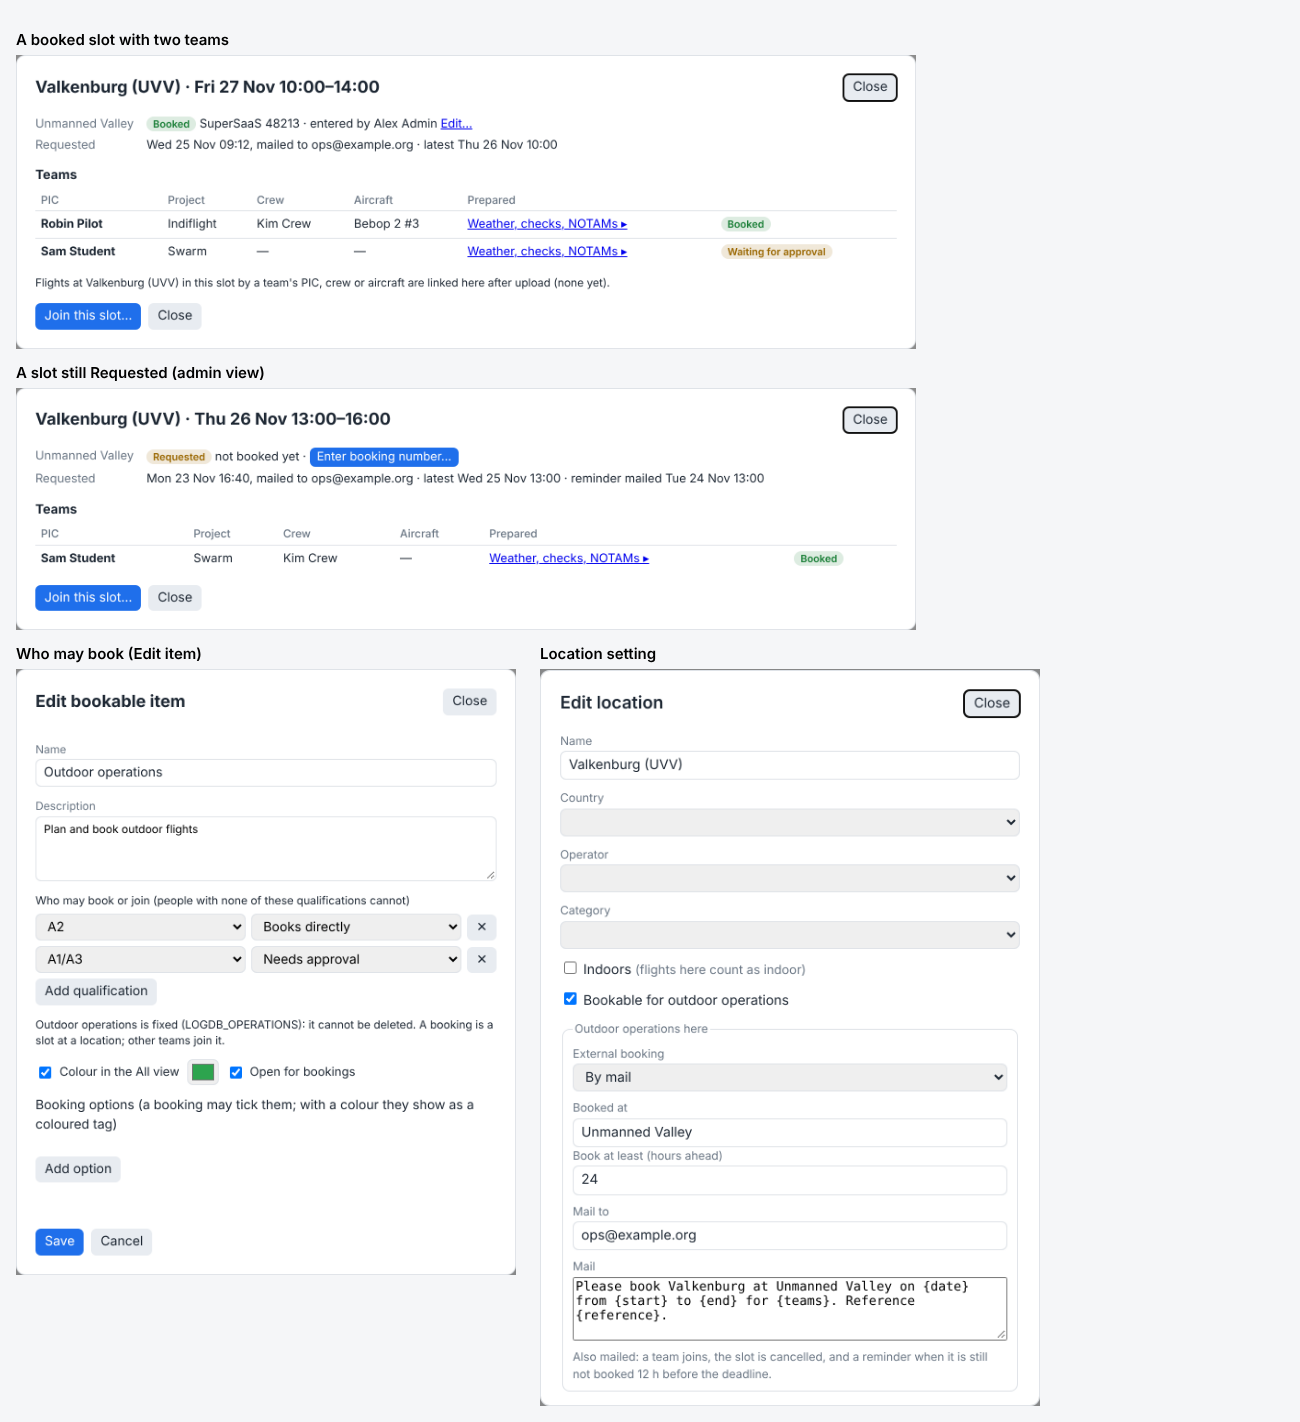 A booked slot with two teams
Valkenburg (UVV) · Fri 27 Nov 10:00–14:00
Close
Unmanned Valley Booked SuperSaaS 48213 · entered by Alex Admin Edit...
Requested Wed 25 Nov 09:12, mailed to ops@example.org · latest Thu 26 Nov 10:00
Teams
PIC Project Crew Aircraft Prepared
Robin Pilot Indiflight Kim Crew Bebop 2 #3 Weather, checks, NOTAMs ▸ Booked
Sam Student Swarm — — Weather, checks, NOTAMs ▸ Waiting for approval
Flights at Valkenburg (UVV) in this slot by a team's PIC, crew or aircraft are linked here after upload (none yet).
Join this slot... Close
A slot still Requested (admin view)
Valkenburg (UVV) · Thu 26 Nov 13:00–16:00
Close
Unmanned Valley Requested not booked yet · Enter booking number...
Requested Mon 23 Nov 16:40, mailed to ops@example.org · latest Wed 25 Nov 13:00 · reminder mailed Tue 24 Nov 13:00
Teams
PIC Project Crew Aircraft Prepared
Sam Student Swarm Kim Crew — Weather, checks, NOTAMs ▸ Booked
Join this slot... Close
Who may book (Edit item)
Edit bookable item
Close
Name
Outdoor operations
Description
Plan and book outdoor flights
Who may book or join (people with none of these qualifications cannot)
A2 Books directly ✕
A1/A3 Needs approval ✕
Add qualification
Outdoor operations is fixed (LOGDB_OPERATIONS): it cannot be deleted. A booking is a
slot at a location; other teams join it.
Colour in the All view Open for bookings
Booking options (a booking may tick them; with a colour they show as a
coloured tag)
Add option
Save Cancel
Location setting
Edit location
Close
Name
Valkenburg (UVV)
Country
Operator
Category
Indoors (flights here count as indoor)
Bookable for outdoor operations
Outdoor operations here
External booking
By mail
Booked at
Unmanned Valley
Book at least (hours ahead)
24
Mail to
ops@example.org
Mail
Please book Valkenburg at Unmanned Valley on {date}
from {start} to {end} for {teams}. Reference
{reference}.
Also mailed: a team joins, the slot is cancelled, and a reminder when it is still
not booked 12 h before the deadline.